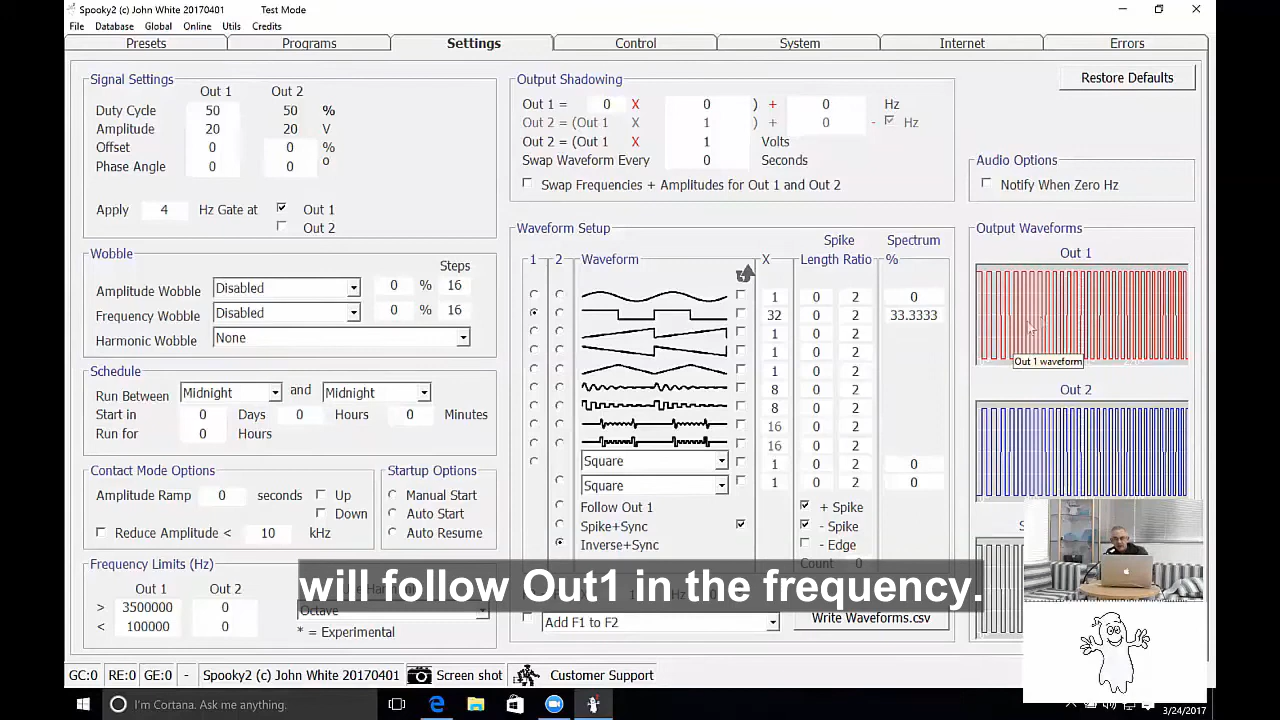 Spooky2 (c) John White 20170401 Test Mode
File Database Global Online Utils Credits
Presets Programs Settings Control System Internet Errors
Signal Settings
Out 1 Out 2
Duty Cycle 50 50 %
Amplitude 20 20 V
Offset 0 0 %
Phase Angle 0 0 o
Apply 4 Hz Gate at Out 1
Out 2
Wobble
Steps
Amplitude Wobble Disabled 0 % 16
Frequency Wobble Disabled 0 % 16
Harmonic Wobble None
Schedule
Run Between Midnight and Midnight
Start in 0 Days 0 Hours 0 Minutes
Run for 0 Hours
Contact Mode Options
Amplitude Ramp 0 seconds Up
Down
Reduce Amplitude < 10 kHz
Startup Options
Manual Start
Auto Start
Auto Resume
Frequency Limits (Hz)
Out 1 Out 2
> 3500000 0
< 100000 0
Octave
* = Experimental
Output Shadowing
Out 1 = 0 X 0 ) + 0 Hz
Out 2 = (Out 1 X 1 ) + 0 - Hz
Out 2 = (Out 1 X 1 Volts
Swap Waveform Every 0 Seconds
Swap Frequencies + Amplitudes for Out 1 and Out 2
Waveform Setup
Spike Spectrum
1 2 Waveform X Length Ratio %
1 0 2 0
32 0 2 33.3333
1 0 2
1 0 2
1 0 2
8 0 2
8 0 2
16 0 2
16 0 2
Square 1 0 2 0
Square 1 0 2 0
Follow Out 1 + Spike
Spike+Sync - Spike
Inverse+Sync - Edge
Count 0
Add F1 to F2 Write Waveforms.csv
Restore Defaults
Audio Options
Notify When Zero Hz
Output Waveforms
Out 1
Out 1 waveform
Out 2
will follow Out1 in the frequency.
GC:0 RE:0 GE:0 - Spooky2 (c) John White 20170401 Screen shot Customer Support
I'm Cortana. Ask me anything.
3/24/2017